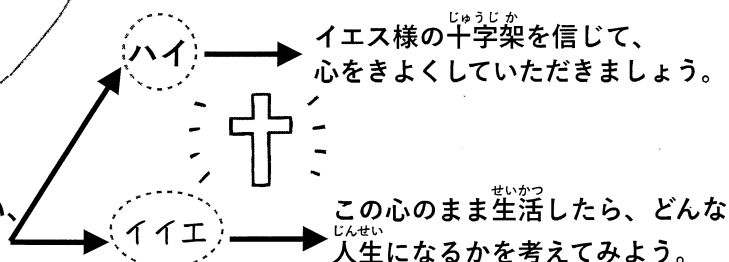 ハイ
イエス様の十字架を信じて、
心をきよくしていただきましょう。
イイエ
この心のまま生活したら、どんな
人生になるかを考えてみよう。